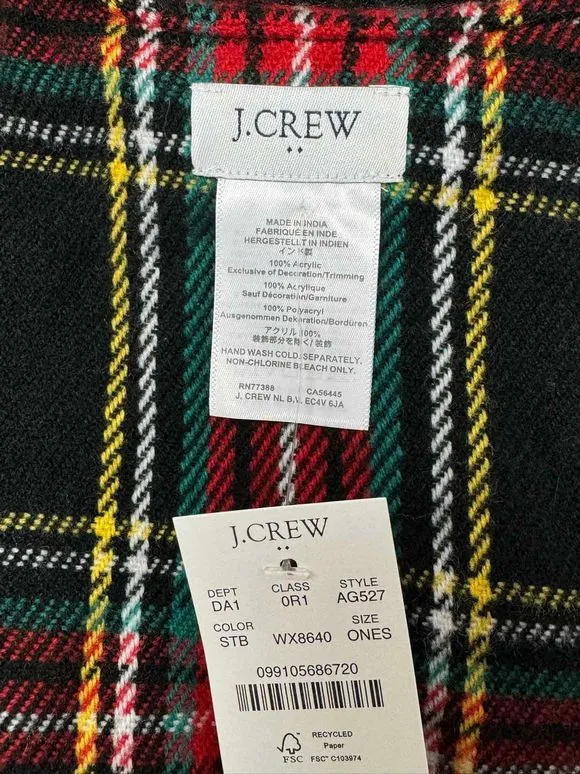 J.CREW
MADE IN INDIA
FABRIQUÉ EN INDE
HERGESTELLT IN INDIEN
インド製
100% Acrylic
Exclusive of Decoration/Trimming
100% Acrylique
Sauf Décoration/Garniture
100% Polyacryl
Ausgenommen Dekoration/Bordüren
アクリル 100%
装飾部分を除く/装飾
HAND WASH COLD. SEPARATELY.
NON-CHLORINE BLEACH ONLY.
RN77388 CA56445
J. CREW NL B.V. EC4V 6JA
J.CREW
DEPT CLASS STYLE
DA1 0R1 AG527
COLOR SIZE
STB WX8640 ONES
099105686720
RECYCLED
Paper
FSC FSC® C103974